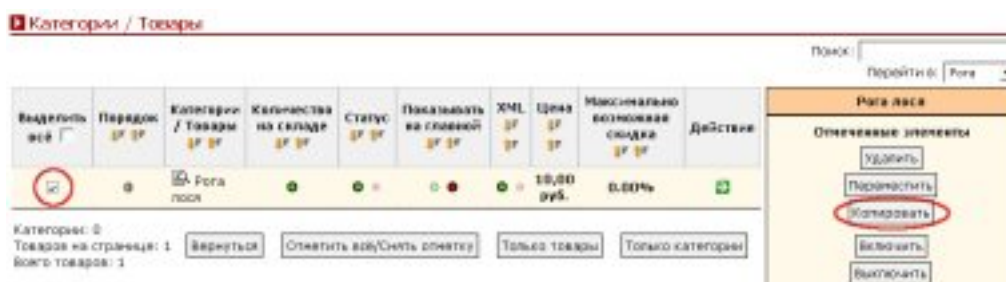 Категории / Товары
Поиск:
Перейти в: Рога
Выделить всё
Порядок
Категории / Товары
Количество на складе
Статус
Показывать на главной
XML
Цена
Максимально возможная скидка
Действие
Рога лося
0
0
10,00 руб.
0.00%
Категории: 0
Товаров на странице: 1
Всего товаров: 1
Вернуться
Отметить всё/Снять отметку
Только товары
Только категории
Рога лося
Отмеченные элементы
Удалить
Переместить
Копировать
Включить
Выключить